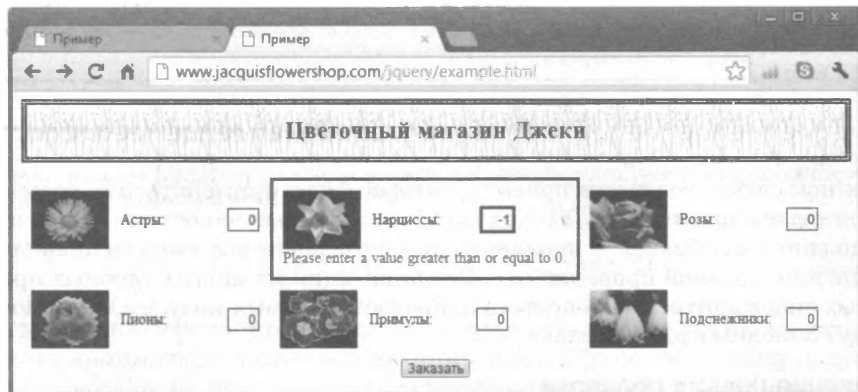 Пример
Пример
www.jacquisflowershop.com/jquery/example.html
Цветочный магазин Джеки
Астры: 0
Нарциссы: -1
Розы: 0
Please enter a value greater than or equal to 0.
Пионы: 0
Примулы: 0
Подснежники: 0
Заказать